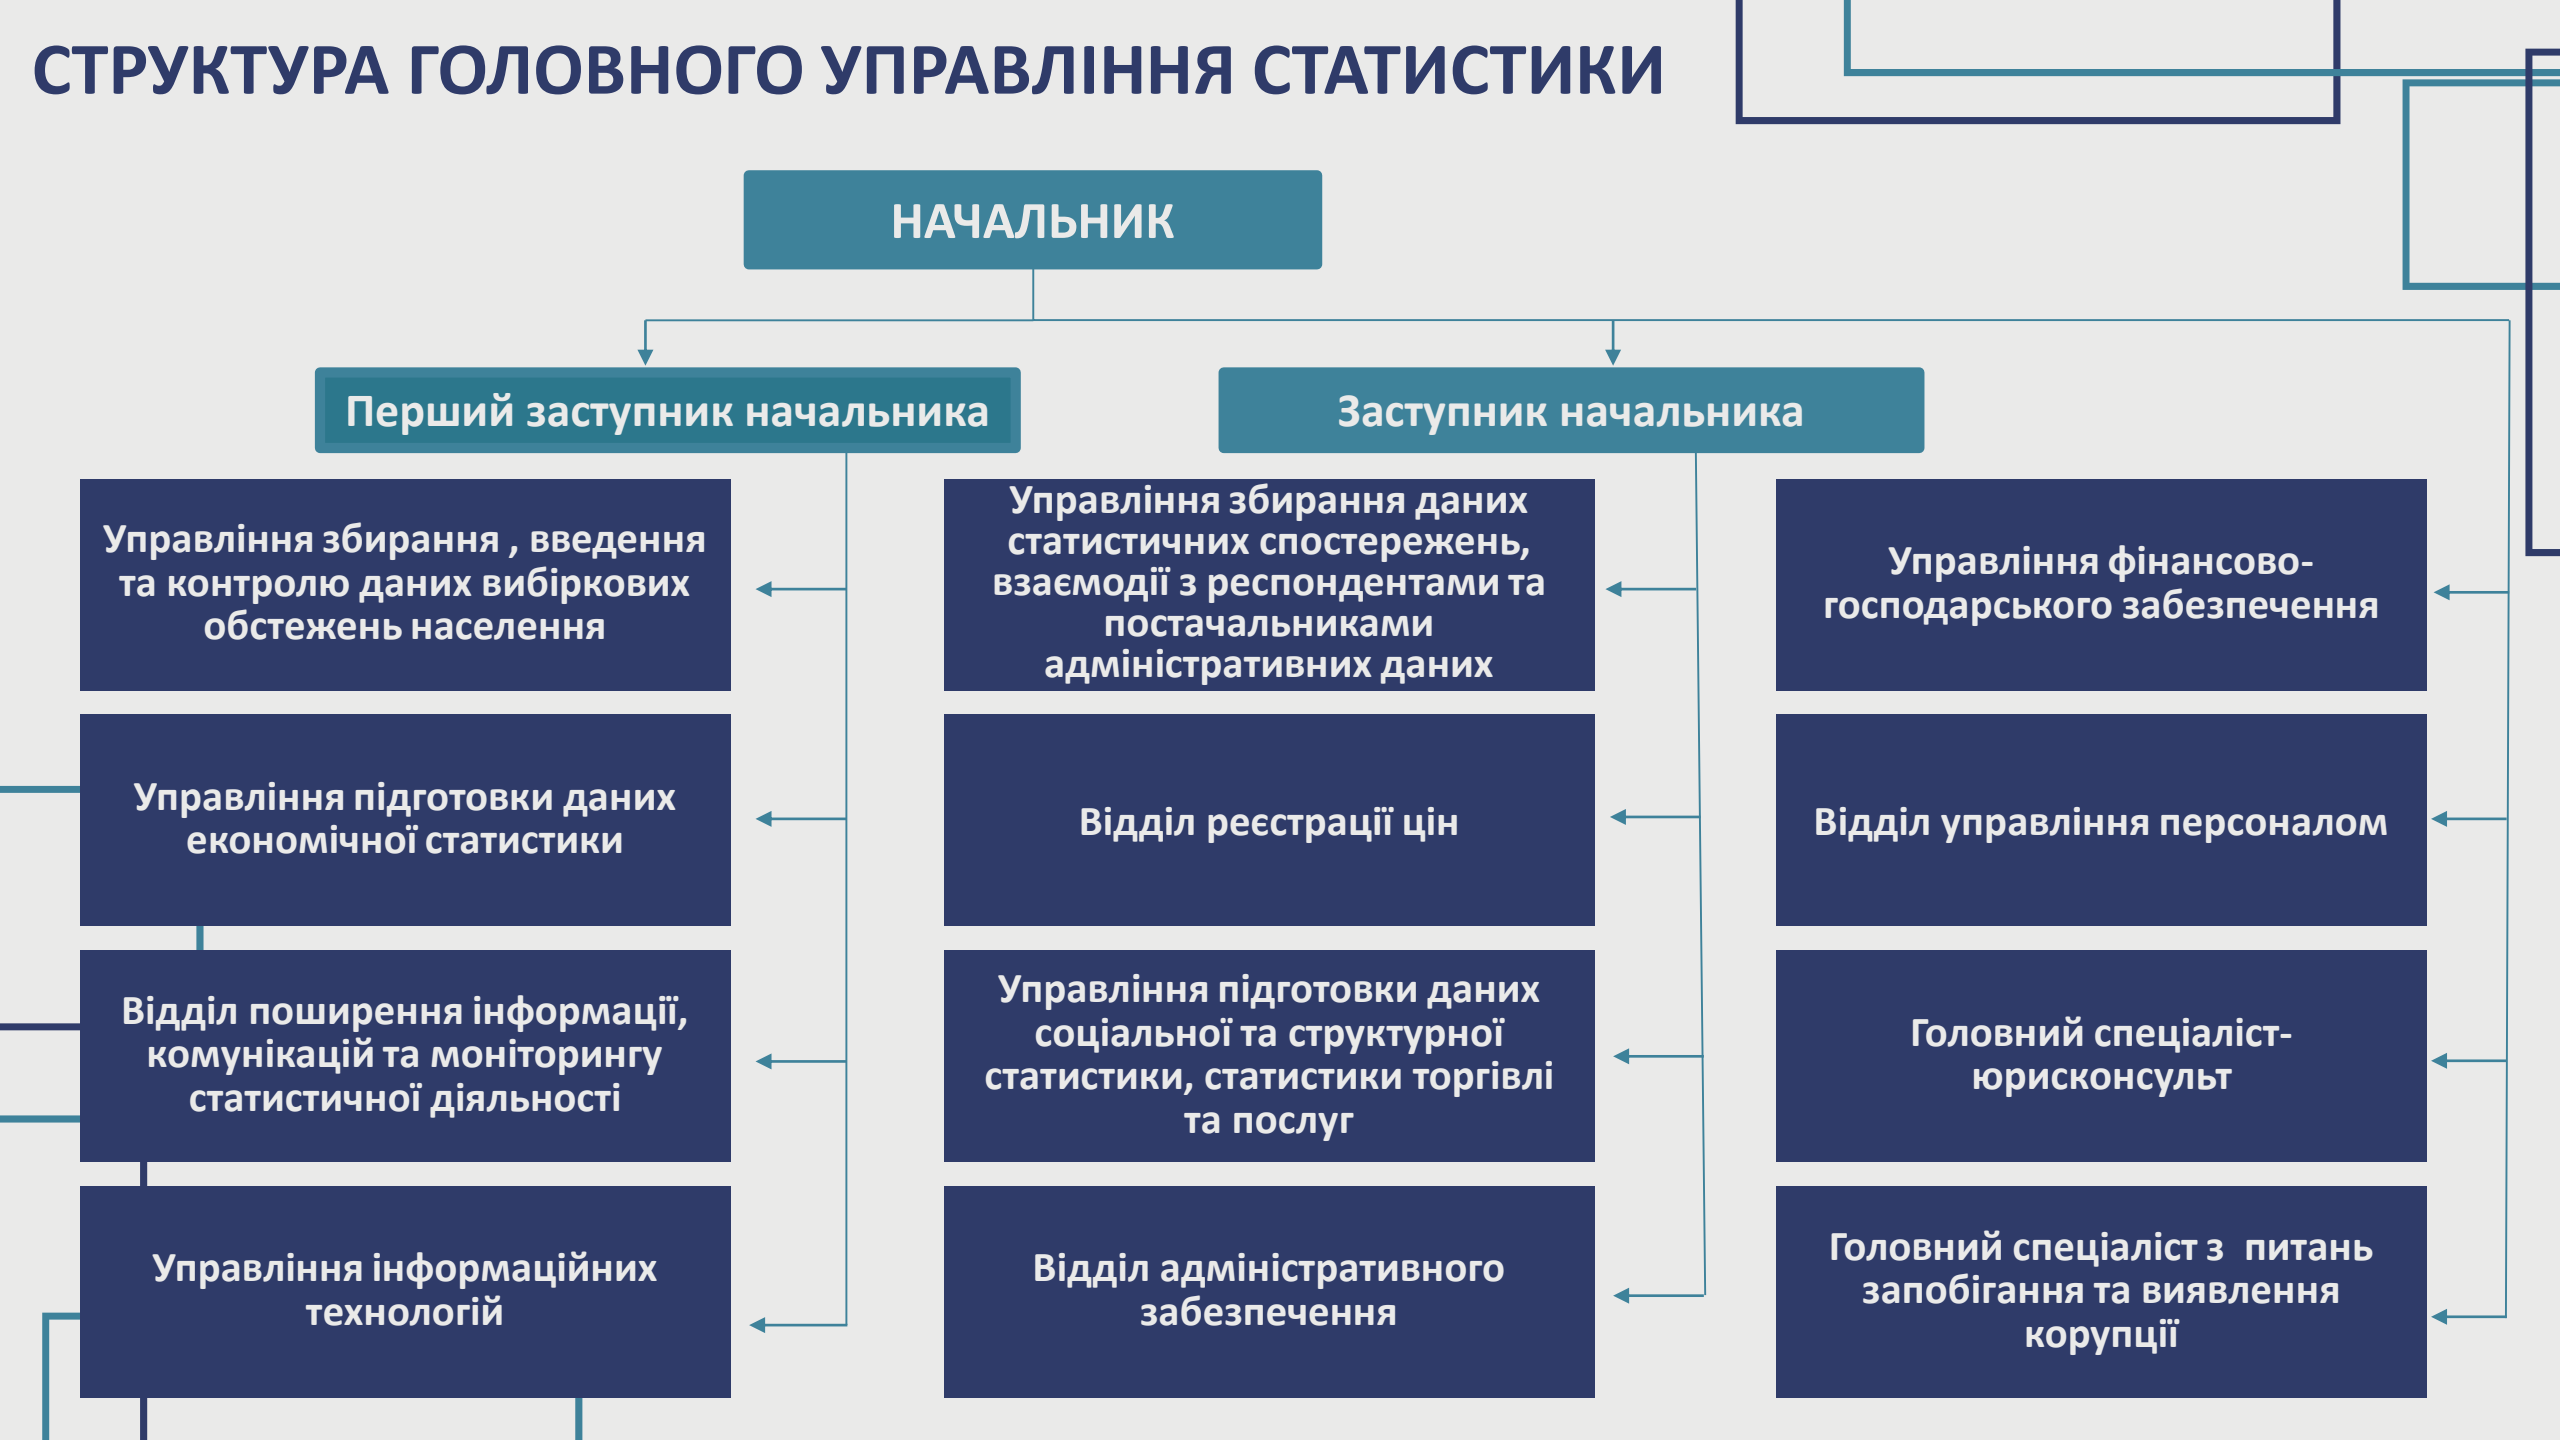 СТРУКТУРА ГОЛОВНОГО УПРАВЛІННЯ СТАТИСТИКИ
НАЧАЛЬНИК
Перший заступник начальника
Заступник начальника
Управління збирання , введення
та контролю даних вибіркових
обстежень населення
Управління підготовки даних
економічної статистики
Відділ поширення інформації,
комунікацій та моніторингу
статистичної діяльності
Управління інформаційних
технологій
Управління збирання даних
статистичних спостережень,
взаємодії з респондентами та
постачальниками
адміністративних даних
Відділ реєстрації цін
Управління підготовки даних
соціальної та структурної
статистики, статистики торгівлі
та послуг
Відділ адміністративного
забезпечення
Управління фінансово-
господарського забезпечення
Відділ управління персоналом
Головний спеціаліст-
юрисконсульт
Головний спеціаліст з  питань
запобігання та виявлення
корупції